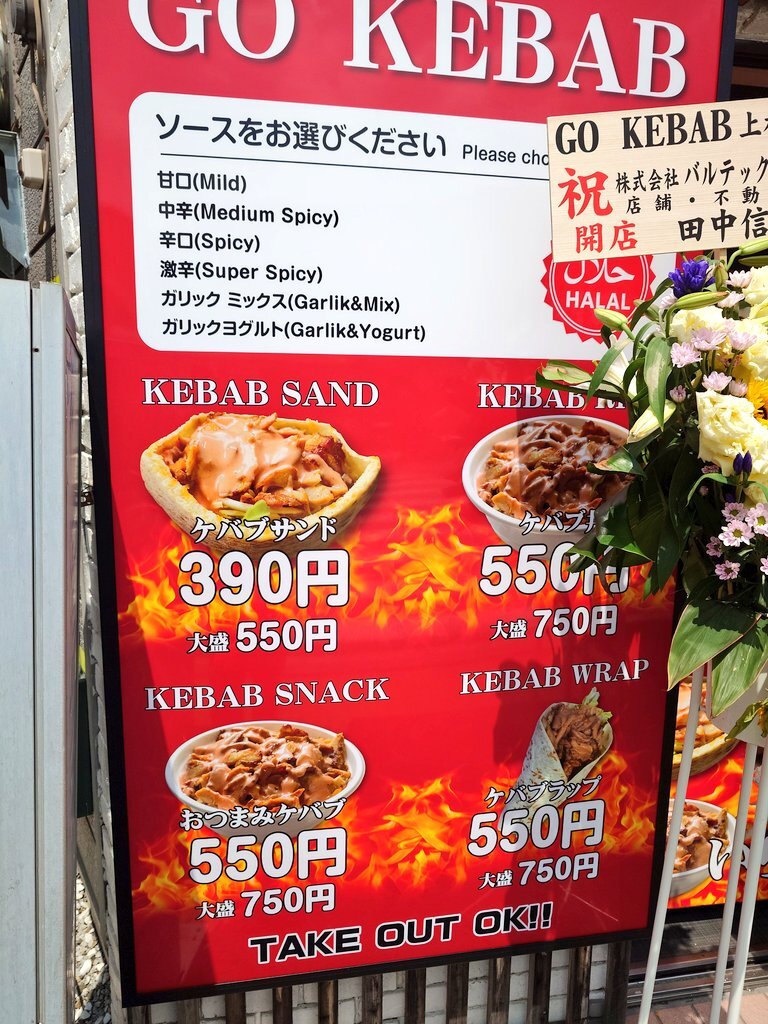 GO KEBAB
ソースをお選びください Please
甘口(Mild)
中辛(Medium Spicy)
辛口(Spicy)
激辛(Super Spicy)
ガリック ミックス(Garlik&Mix)
ガリックヨグルト(Garlik&Yogurt)
حلال
HALAL
GO KEBAB 上
祝
開店
株式会社 バルテック
店舗・不動
田中信
KEBAB SAND
ケバブサンド
390円
大盛 550円
KEBAB
ケバブ
550円
大盛 750円
KEBAB SNACK
おつまみケバブ
550円
大盛 750円
KEBAB WRAP
ケバブラップ
550円
大盛 750円
TAKE OUT OK!!